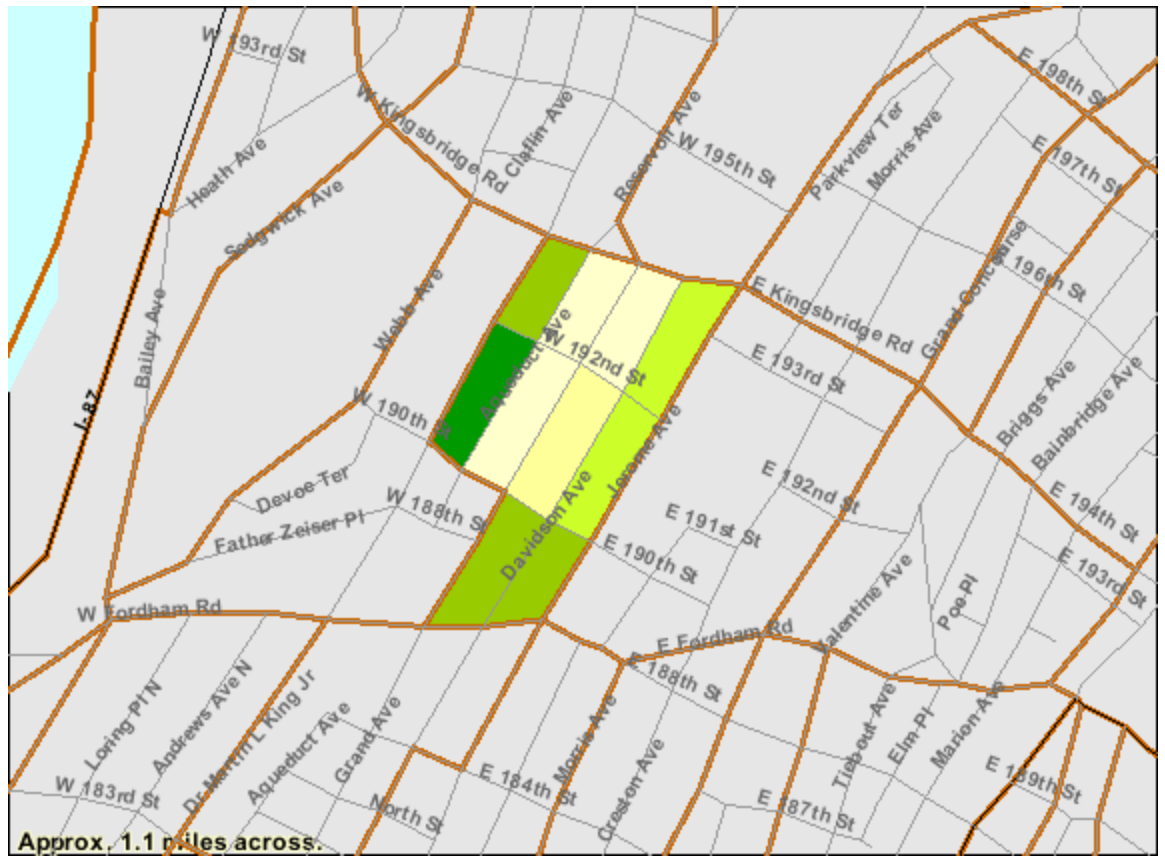 W 193rd St
E 198th St
W Kingsbridge Rd
Claflin Ave
Reservoir Ave
W 195th St
Parkview Ter
Morris Ave
E 197th St
Heath Ave
Sedgwick Ave
196th St
Grand Concourse
Webb Ave
E Kingsbridge Rd
Bailey Ave
I-87
Aqueduct Ave
W 192nd St
E 193rd St
Briggs Ave
Bainbridge Ave
W 190th St
Jerome Ave
Devoe Ter
W 188th St
Father Zeiser Pl
Davidson Ave
E 192nd St
E 191st St
E 194th St
E 190th St
E 193rd St
Valentine Ave
Poe Pl
W Fordham Rd
E Fordham Rd
E 188th St
Loring Pl N
Andrews Ave N
Dr Martin L King Jr
Aqueduct Ave
Grand Ave
Morris Ave
Creston Ave
Tiebout Ave
Elm Pl
Marion Ave
E 189th St
W 183rd St
North St
E 184th St
E 187th St
Approx. 1.1 miles across.